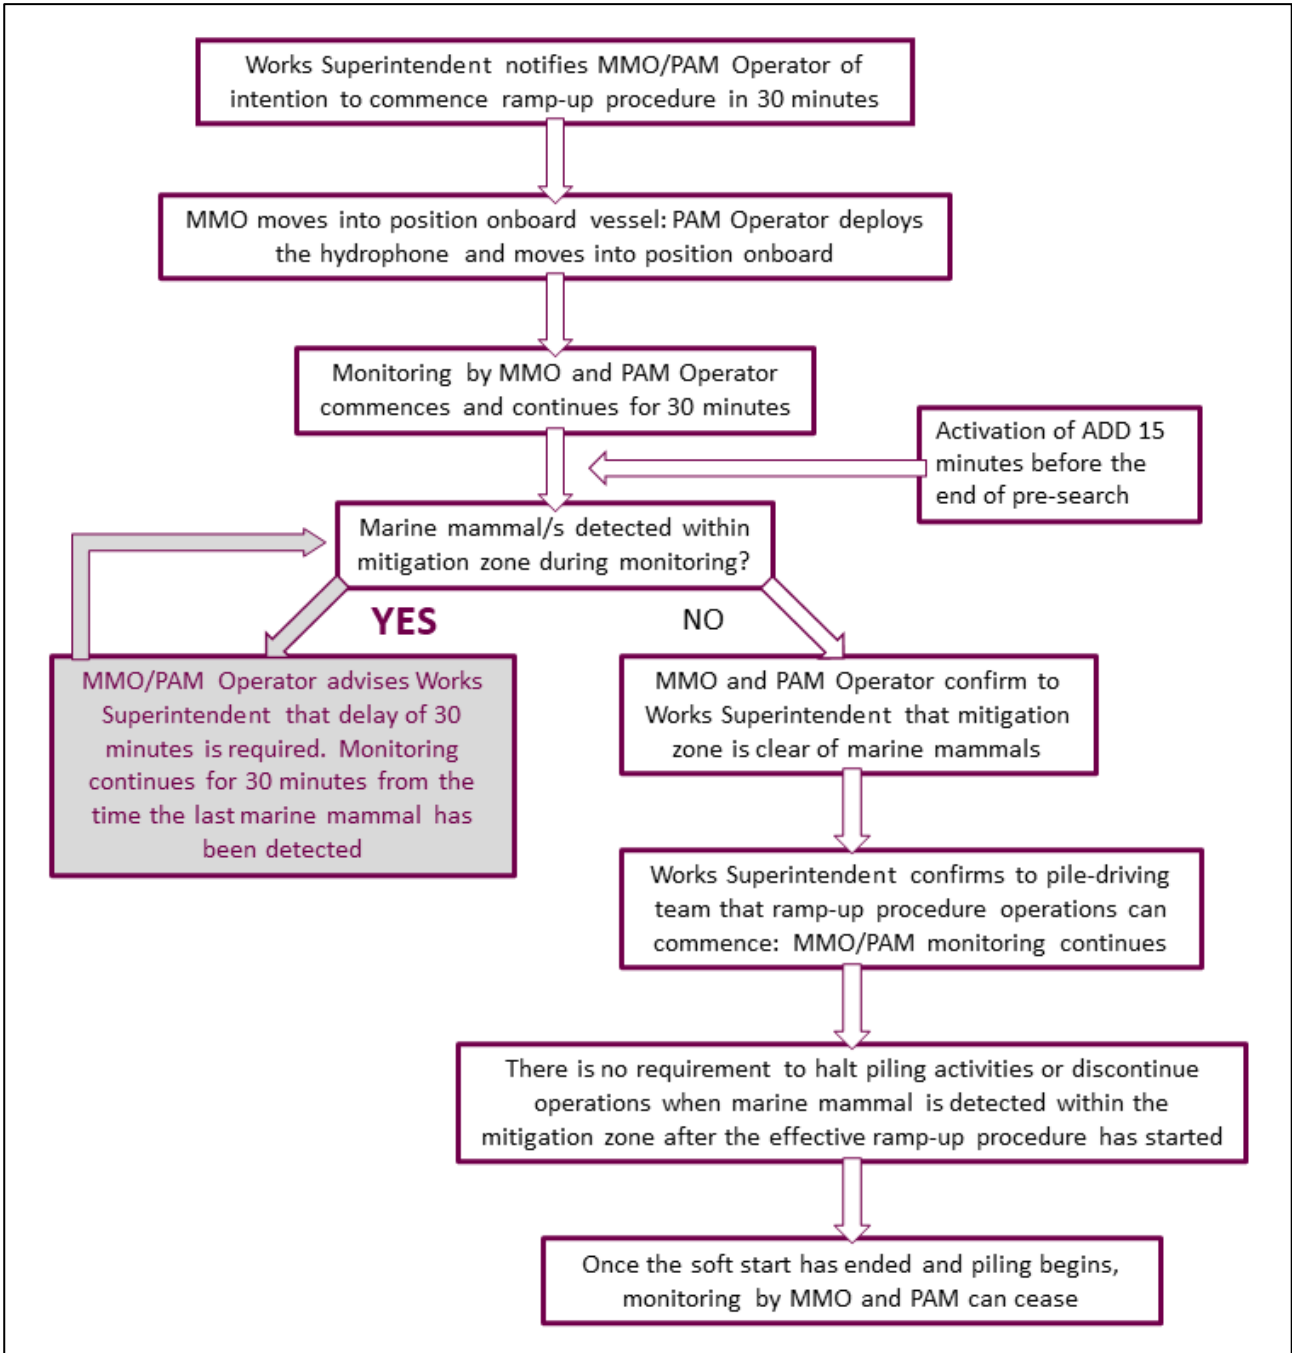 Works Superintendent notifies MMO/PAM Operator of
intention to commence ramp-up procedure in 30 minutes
MMO moves into position onboard vessel: PAM Operator deploys
the hydrophone and moves into position onboard
Monitoring by MMO and PAM Operator
commences and continues for 30 minutes
Activation of ADD 15
minutes before the
end of pre-search
Marine mammal/s detected within
mitigation zone during monitoring?
YES
NO
MMO/PAM Operator advises Works
Superintendent that delay of 30
minutes is required. Monitoring
continues for 30 minutes from the
time the last marine mammal has
been detected
MMO and PAM Operator confirm to
Works Superintendent that mitigation
zone is clear of marine mammals
Works Superintendent confirms to pile-driving
team that ramp-up procedure operations can
commence: MMO/PAM monitoring continues
There is no requirement to halt piling activities or discontinue
operations when marine mammal is detected within the
mitigation zone after the effective ramp-up procedure has started
Once the soft start has ended and piling begins,
monitoring by MMO and PAM can cease